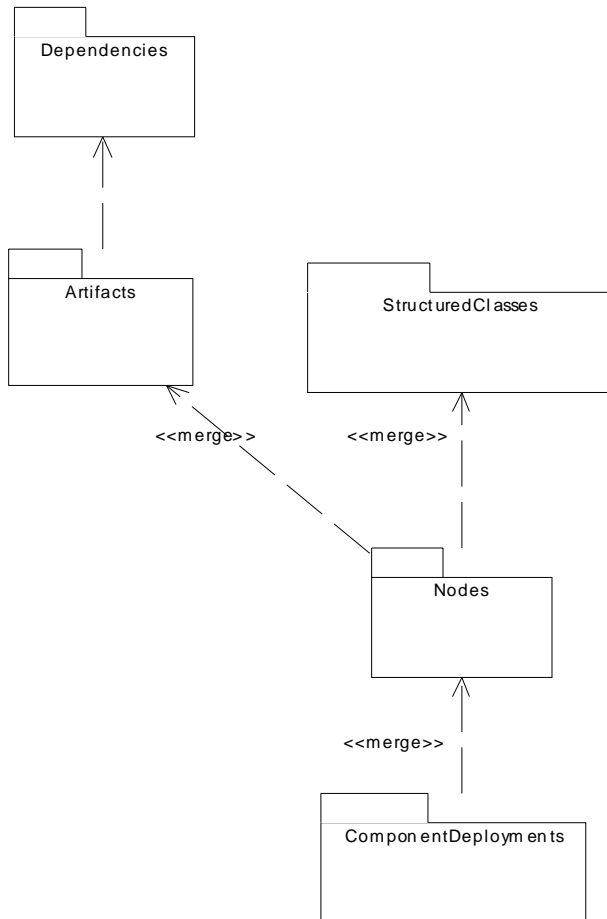 Dependencies
Artifacts
StructuredClasses
<<merge>>
<<merge>>
Nodes
<<merge>>
ComponentDeployments